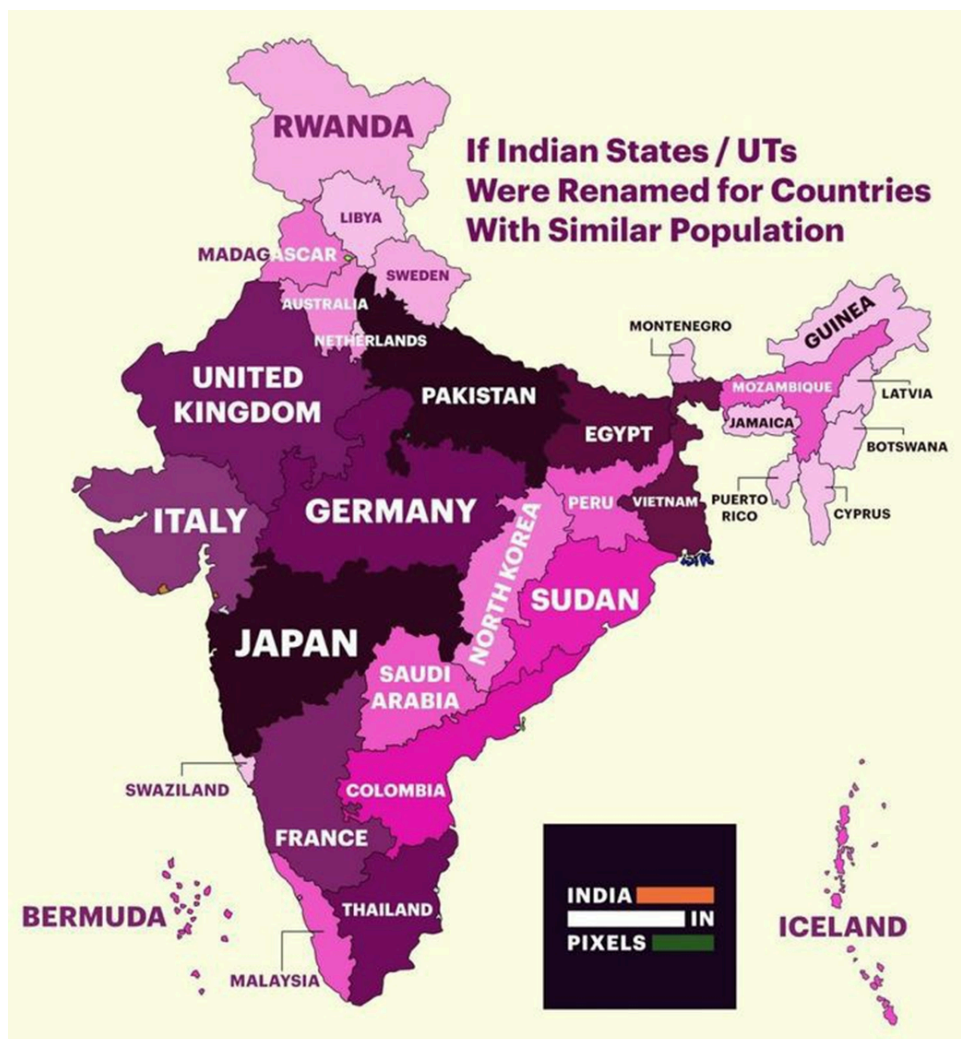 RWANDA
If Indian States / UTs
Were Renamed for Countries
With Similar Population
LIBYA
MADAGASCAR
SWEDEN
AUSTRALIA
NETHERLANDS
MONTENEGRO
GUINEA
UNITED
KINGDOM
PAKISTAN
MOZAMBIQUE
LATVIA
EGYPT
JAMAICA
BOTSWANA
ITALY
GERMANY
NORTH KOREA
PERU
VIETNAM
PUERTO
RICO
CYPRUS
JAPAN
SUDAN
SAUDI
ARABIA
SWAZILAND
COLOMBIA
FRANCE
BERMUDA
THAILAND
MALAYSIA
INDIA
IN
PIXELS
ICELAND